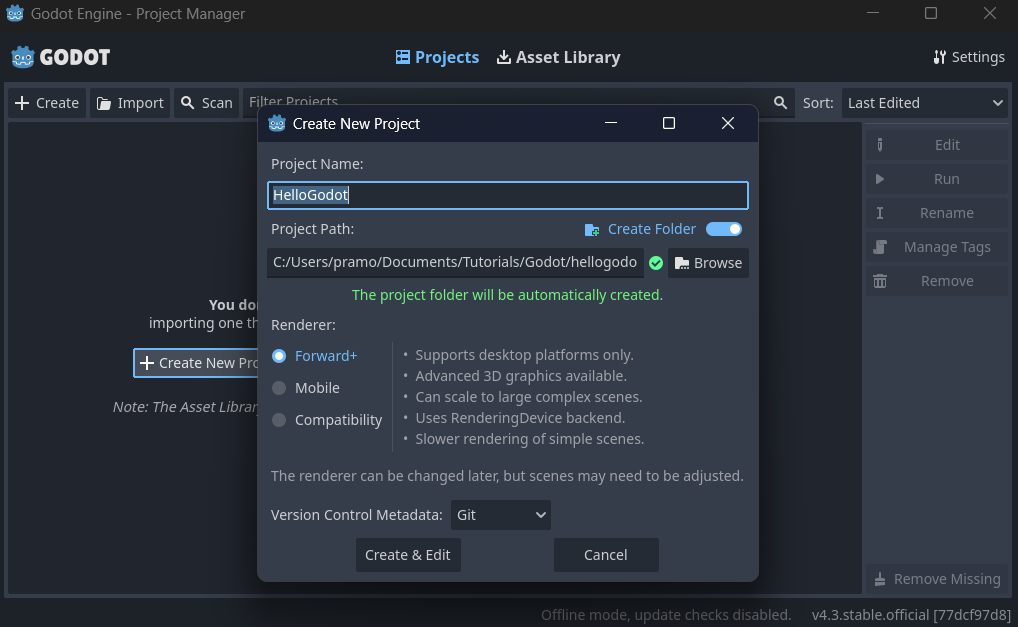 Godot Engine - Project Manager
GODOT
Projects
Asset Library
Settings
Create
Import
Scan
Filter Projects
Sort:
Last Edited
Create New Project
Project Name:
HelloGodot
Project Path:
Create Folder
C:/Users/pramo/Documents/Tutorials/Godot/hellogodo
Browse
The project folder will be automatically created.
Renderer:
Forward+
Mobile
Compatibility
• Supports desktop platforms only.
• Advanced 3D graphics available.
• Can scale to large complex scenes.
• Uses RenderingDevice backend.
• Slower rendering of simple scenes.
The renderer can be changed later, but scenes may need to be adjusted.
Version Control Metadata:
Git
Create & Edit
Cancel
You do
importing one th
Create New Pro
Note: The Asset Library
Edit
Run
Rename
Manage Tags
Remove
Remove Missing
Offline mode, update checks disabled.
v4.3.stable.official [77dcf97d8]